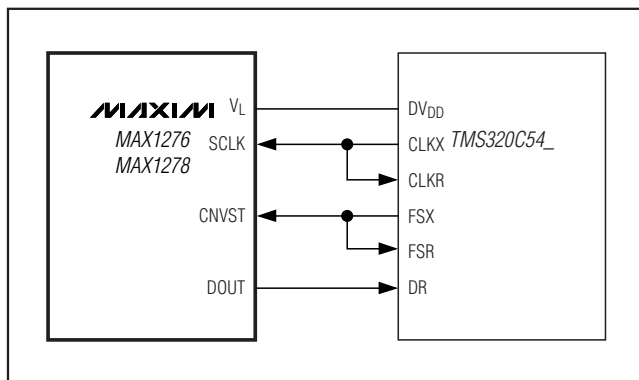 MAXIM
MAX1276
MAX1278
VL
SCLK
CNVST
DOUT
DVDD
CLKX
TMS320C54_
CLKR
FSX
FSR
DR